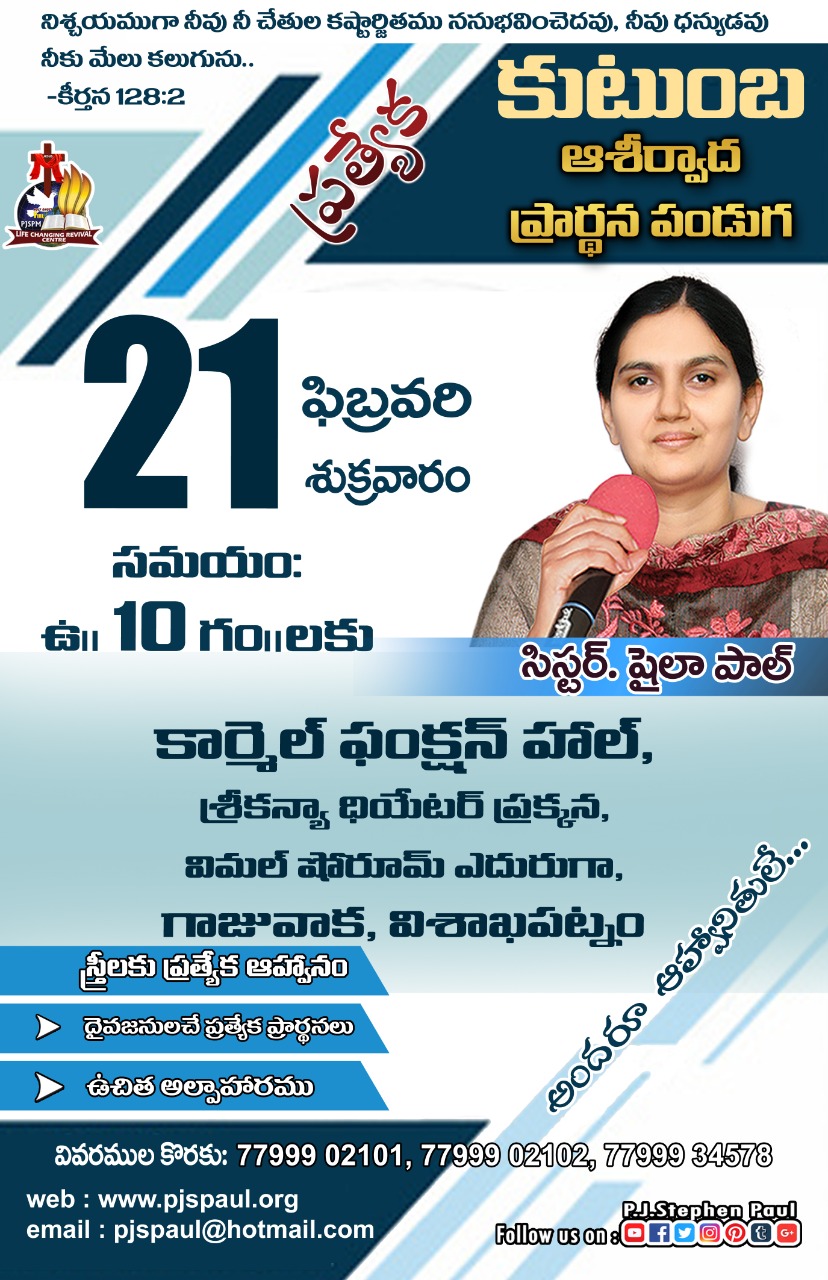 నిశ్చయముగా నీవు నీ చేతుల కష్టార్జితము ననుభవించెదవు, నీవు ధన్యుడవు
నీకు మేలు కలుగును..
-కీర్తన 128:2
ప్రత్యేక
కుటుంబ
ఆశీర్వాద
ప్రార్థన పండుగ
PJSPM
LIFE CHANGING REVIVAL
CENTRE
21
ఫిబ్రవరి
శుక్రవారం
సమయం:
ఉ॥ 10 గం॥లకు
సిస్టర్. షైలా పాల్
కార్మెల్ ఫంక్షన్ హాల్,
శ్రీకన్యా థియేటర్ ప్రక్కన,
విమల్ షోరూమ్ ఎదురుగా,
గాజువాక, విశాఖపట్నం
స్త్రీలకు ప్రత్యేక ఆహ్వానం
దైవజనులచే ప్రత్యేక ప్రార్థనలు
ఉచిత అల్పాహారము
అందరూ ఆహ్వానితులే...
వివరముల కొరకు: 77999 02101, 77999 02102, 77999 34578
web : www.pjspaul.org
email : pjspaul@hotmail.com
P.J.Stephen Paul
Follow us on :